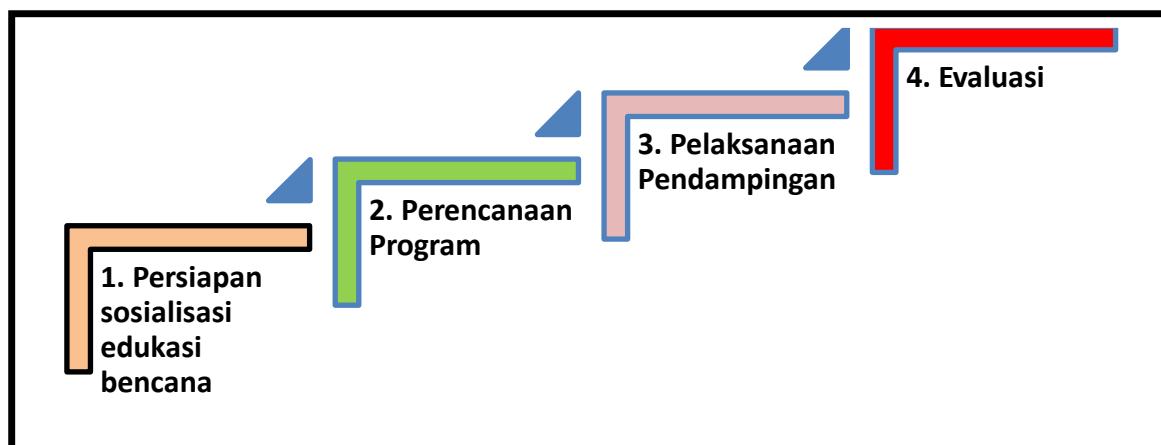 1. Persiapan
sosialisasi
edukasi
bencana
2. Perencanaan
Program
3. Pelaksanaan
Pendampingan
4. Evaluasi